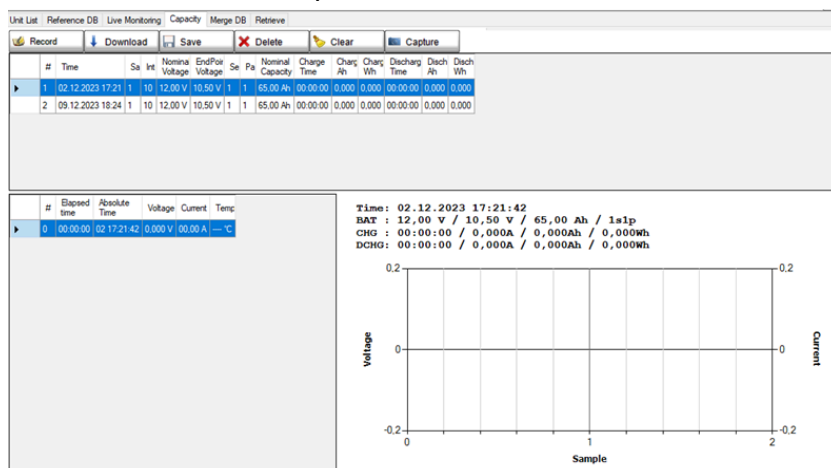 Unit List Reference DB Live Monitoring Capacity Merge DB Retrieve
Record Download Save Delete Clear Capture
# Time Sa Int Nominal Voltage EndPoir Voltage Se Pa Nominal Capacity Charge Time Charg Ah Charg Wh Discharg Time Disch Ah Disch Wh
1 02.12.2023 17:21 1 10 12,00 V 10,50 V 1 1 65,00 Ah 00:00:00 0,000 0,000 00:00:00 0,000 0,000
2 09.12.2023 18:24 1 10 12,00 V 10,50 V 1 1 65,00 Ah 00:00:00 0,000 0,000 00:00:00 0,000 0,000
# Elapsed time Absolute Time Voltage Current Temp
0 00:00:00 02 17:21:42 0,000 V 00,00 A --- °C
Time: 02.12.2023 17:21:42
BAT : 12,00 V / 10,50 V / 65,00 Ah / 1s1p
CHG : 00:00:00 / 0,000A / 0,000Ah / 0,000Wh
DCHG: 00:00:00 / 0,000A / 0,000Ah / 0,000Wh
0,2 0,2
Voltage
0 0
Current
-0,2 -0,2
0 1 2
Sample